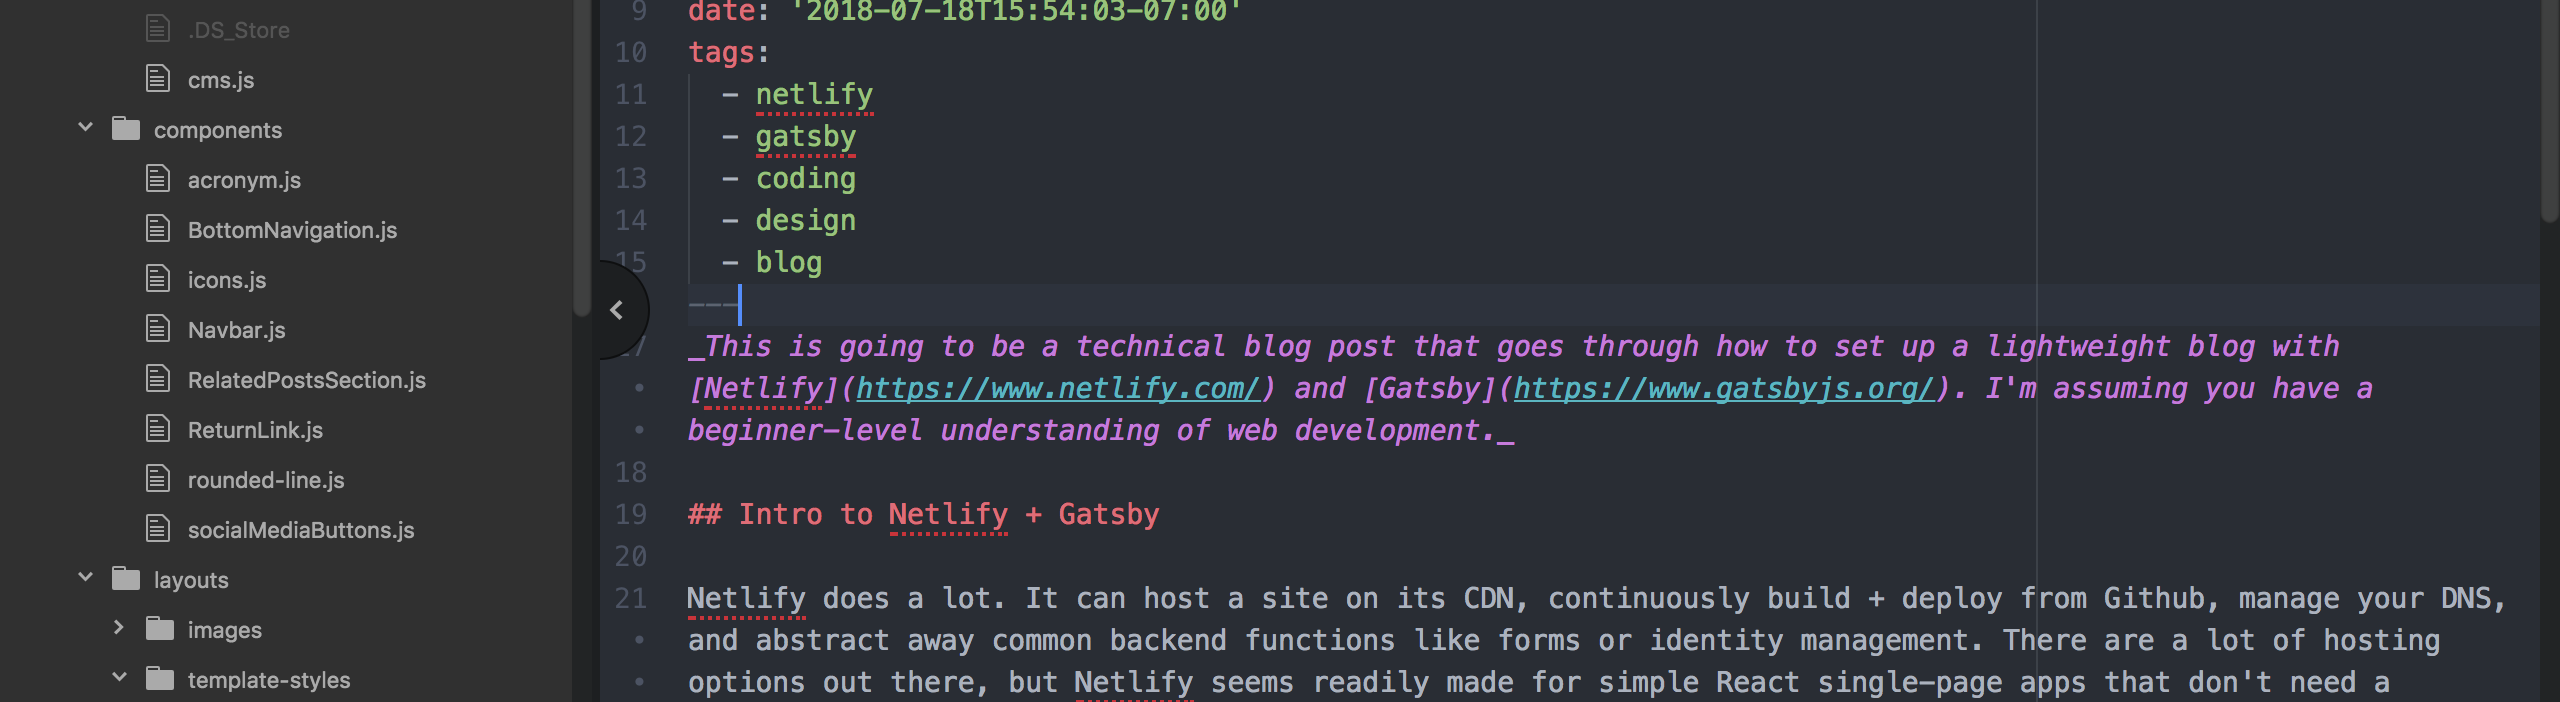 .DS_Store
cms.js
components
acronym.js
BottomNavigation.js
icons.js
Navbar.js
RelatedPostsSection.js
ReturnLink.js
rounded-line.js
socialMediaButtons.js
layouts
images
template-styles
9 date: '2018-07-18T15:54:03-07:00'
10 tags:
11 - netlify
12 - gatsby
13 - coding
14 - design
15 - blog
---
17 _This is going to be a technical blog post that goes through how to set up a lightweight blog with
• [Netlify](https://www.netlify.com/) and [Gatsby](https://www.gatsbyjs.org/). I'm assuming you have a
• beginner-level understanding of web development._
18
19 ## Intro to Netlify + Gatsby
20
21 Netlify does a lot. It can host a site on its CDN, continuously build + deploy from Github, manage your DNS,
• and abstract away common backend functions like forms or identity management. There are a lot of hosting
• options out there, but Netlify seems readily made for simple React single-page apps that don't need a